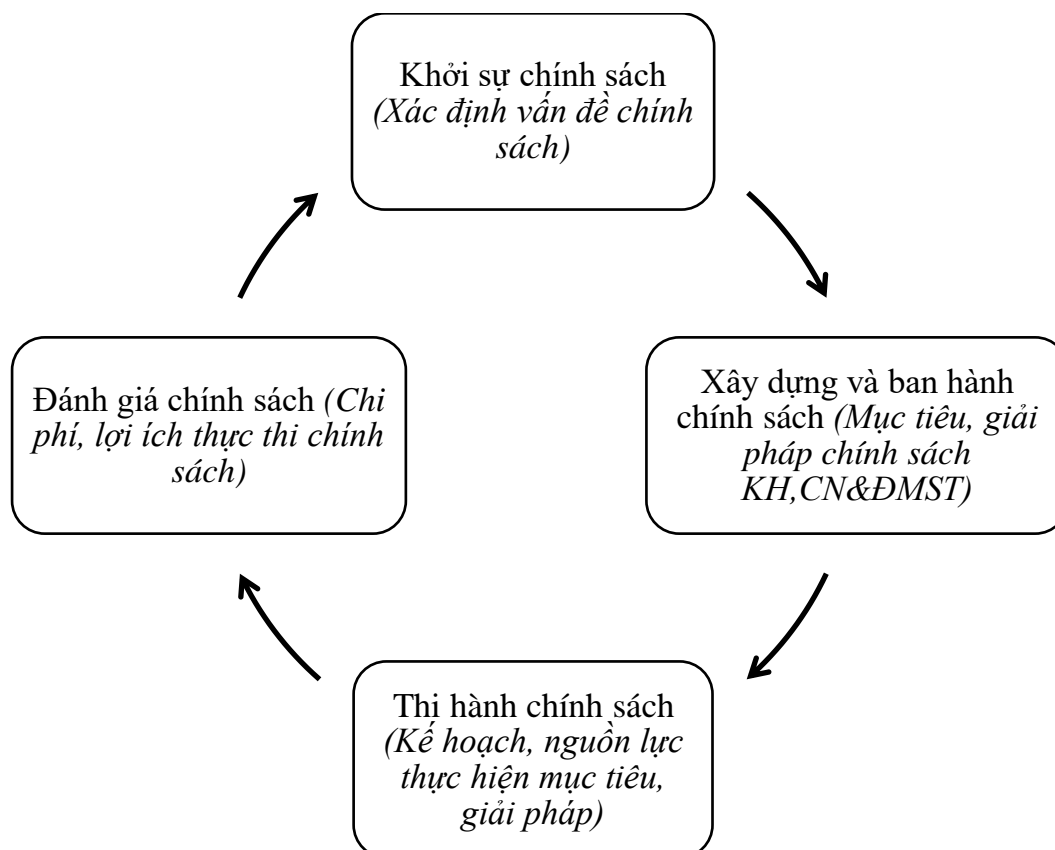 Khởi sự chính sách
(Xác định vấn đề chính
sách)
Xây dựng và ban hành
chính sách (Mục tiêu, giải
pháp chính sách
KH,CN&ĐMST)
Thi hành chính sách
(Kế hoạch, nguồn lực
thực hiện mục tiêu,
giải pháp)
Đánh giá chính sách (Chi
phí, lợi ích thực thi chính
sách)